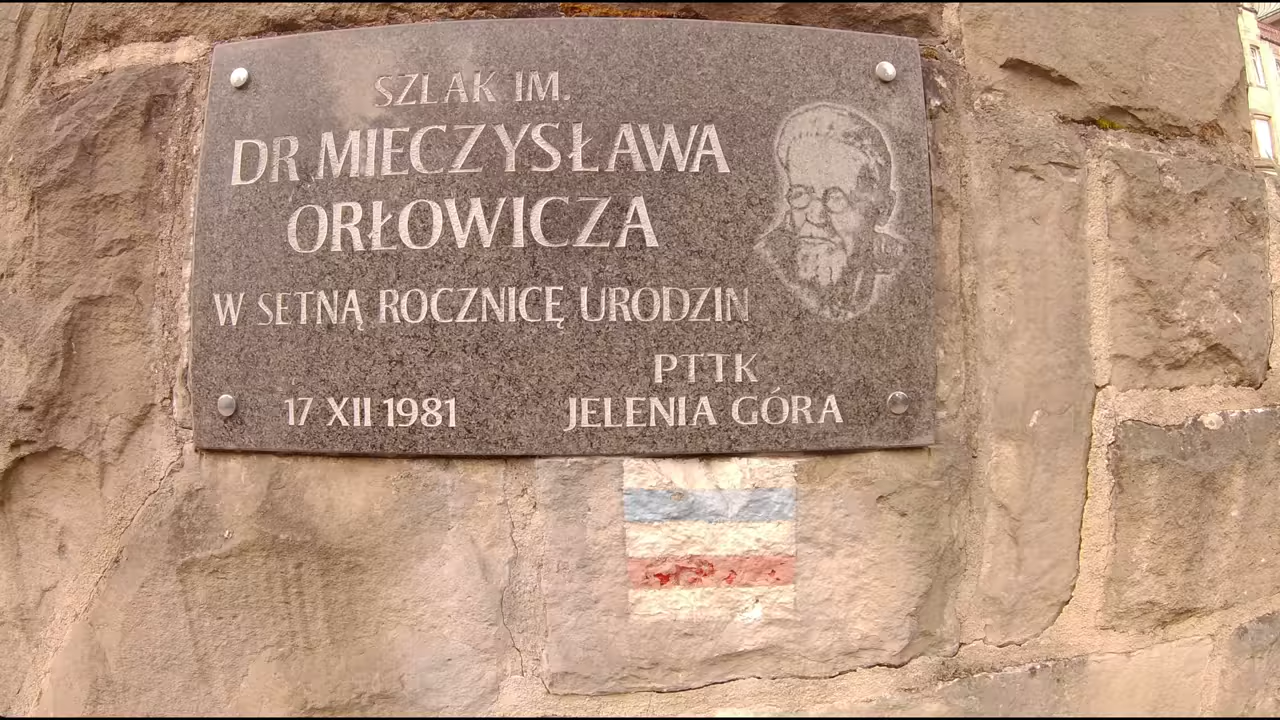 SZLAK IM.
DR MIECZYSŁAWA
ORŁOWICZA
W SETNĄ ROCZNICĘ URODZIN
PTTK
17 XII 1981 JELENIA GÓRA